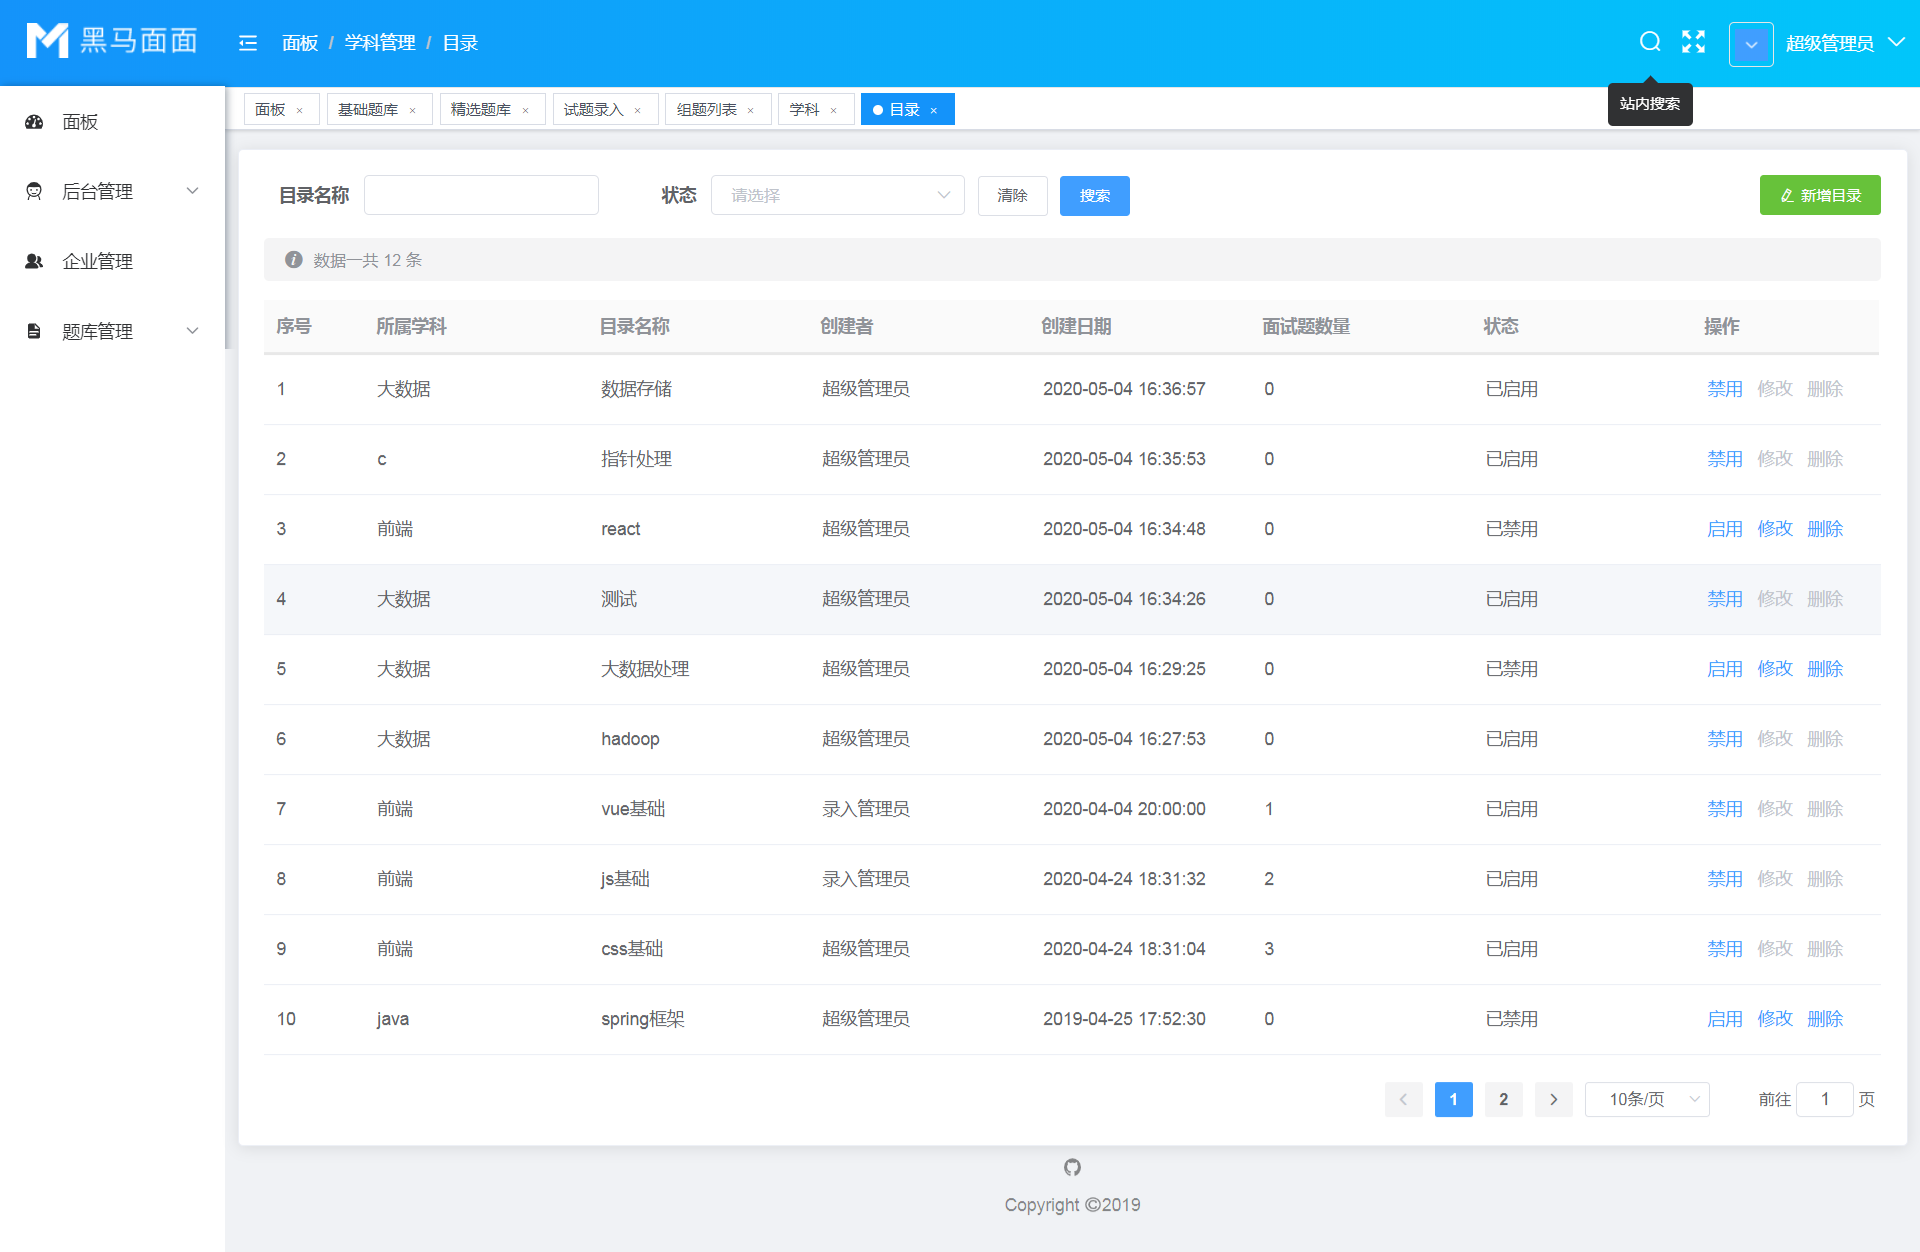 黑马面面
面板 / 学科管理 / 目录
超级管理员
站内搜索
面板
后台管理
企业管理
题库管理
面板 × 基础题库 × 精选题库 × 试题录入 × 组题列表 × 学科 × 目录 ×
目录名称 状态 请选择 清除 搜索 新增目录
数据一共 12 条
序号 所属学科 目录名称 创建者 创建日期 面试题数量 状态 操作
1 大数据 数据存储 超级管理员 2020-05-04 16:36:57 0 已启用 禁用 修改 删除
2 c 指针处理 超级管理员 2020-05-04 16:35:53 0 已启用 禁用 修改 删除
3 前端 react 超级管理员 2020-05-04 16:34:48 0 已禁用 启用 修改 删除
4 大数据 测试 超级管理员 2020-05-04 16:34:26 0 已启用 禁用 修改 删除
5 大数据 大数据处理 超级管理员 2020-05-04 16:29:25 0 已禁用 启用 修改 删除
6 大数据 hadoop 超级管理员 2020-05-04 16:27:53 0 已启用 禁用 修改 删除
7 前端 vue基础 录入管理员 2020-04-04 20:00:00 1 已启用 禁用 修改 删除
8 前端 js基础 录入管理员 2020-04-24 18:31:32 2 已启用 禁用 修改 删除
9 前端 css基础 超级管理员 2020-04-24 18:31:04 3 已启用 禁用 修改 删除
10 java spring框架 超级管理员 2019-04-25 17:52:30 0 已禁用 启用 修改 删除
1 2 10条/页 前往 1 页
Copyright ©2019